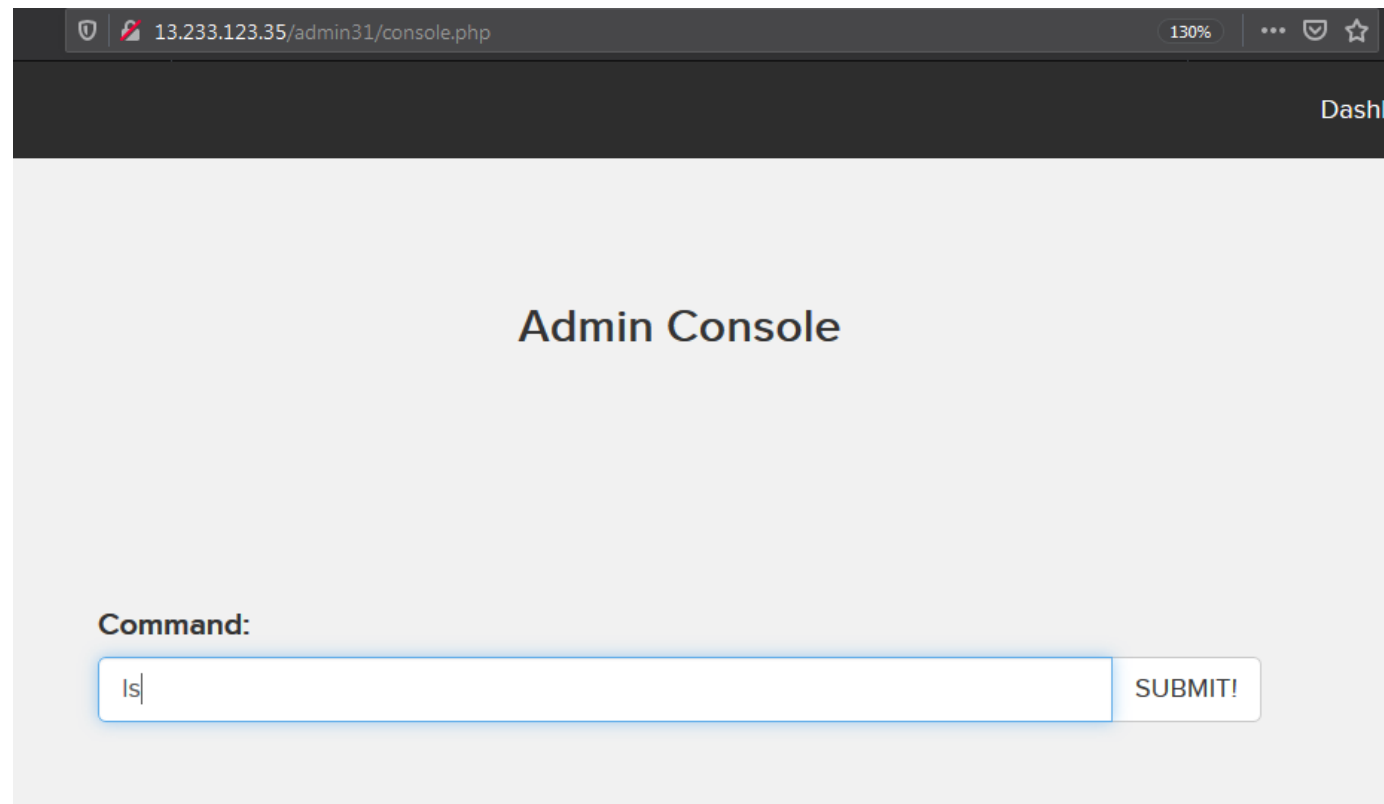 13.233.123.35/admin31/console.php 130%
Dash
Admin Console
Command:
ls
SUBMIT!